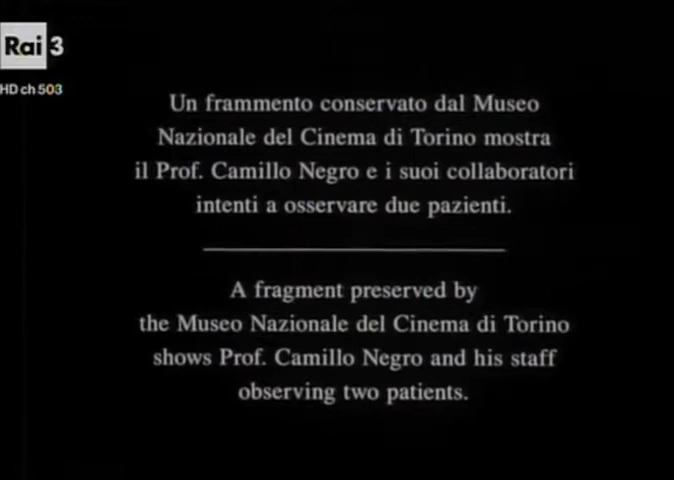 Rai 3
HD ch 503
Un frammento conservato dal Museo
Nazionale del Cinema di Torino mostra
il Prof. Camillo Negro e i suoi collaboratori
intenti a osservare due pazienti.
A fragment preserved by
the Museo Nazionale del Cinema di Torino
shows Prof. Camillo Negro and his staff
observing two patients.